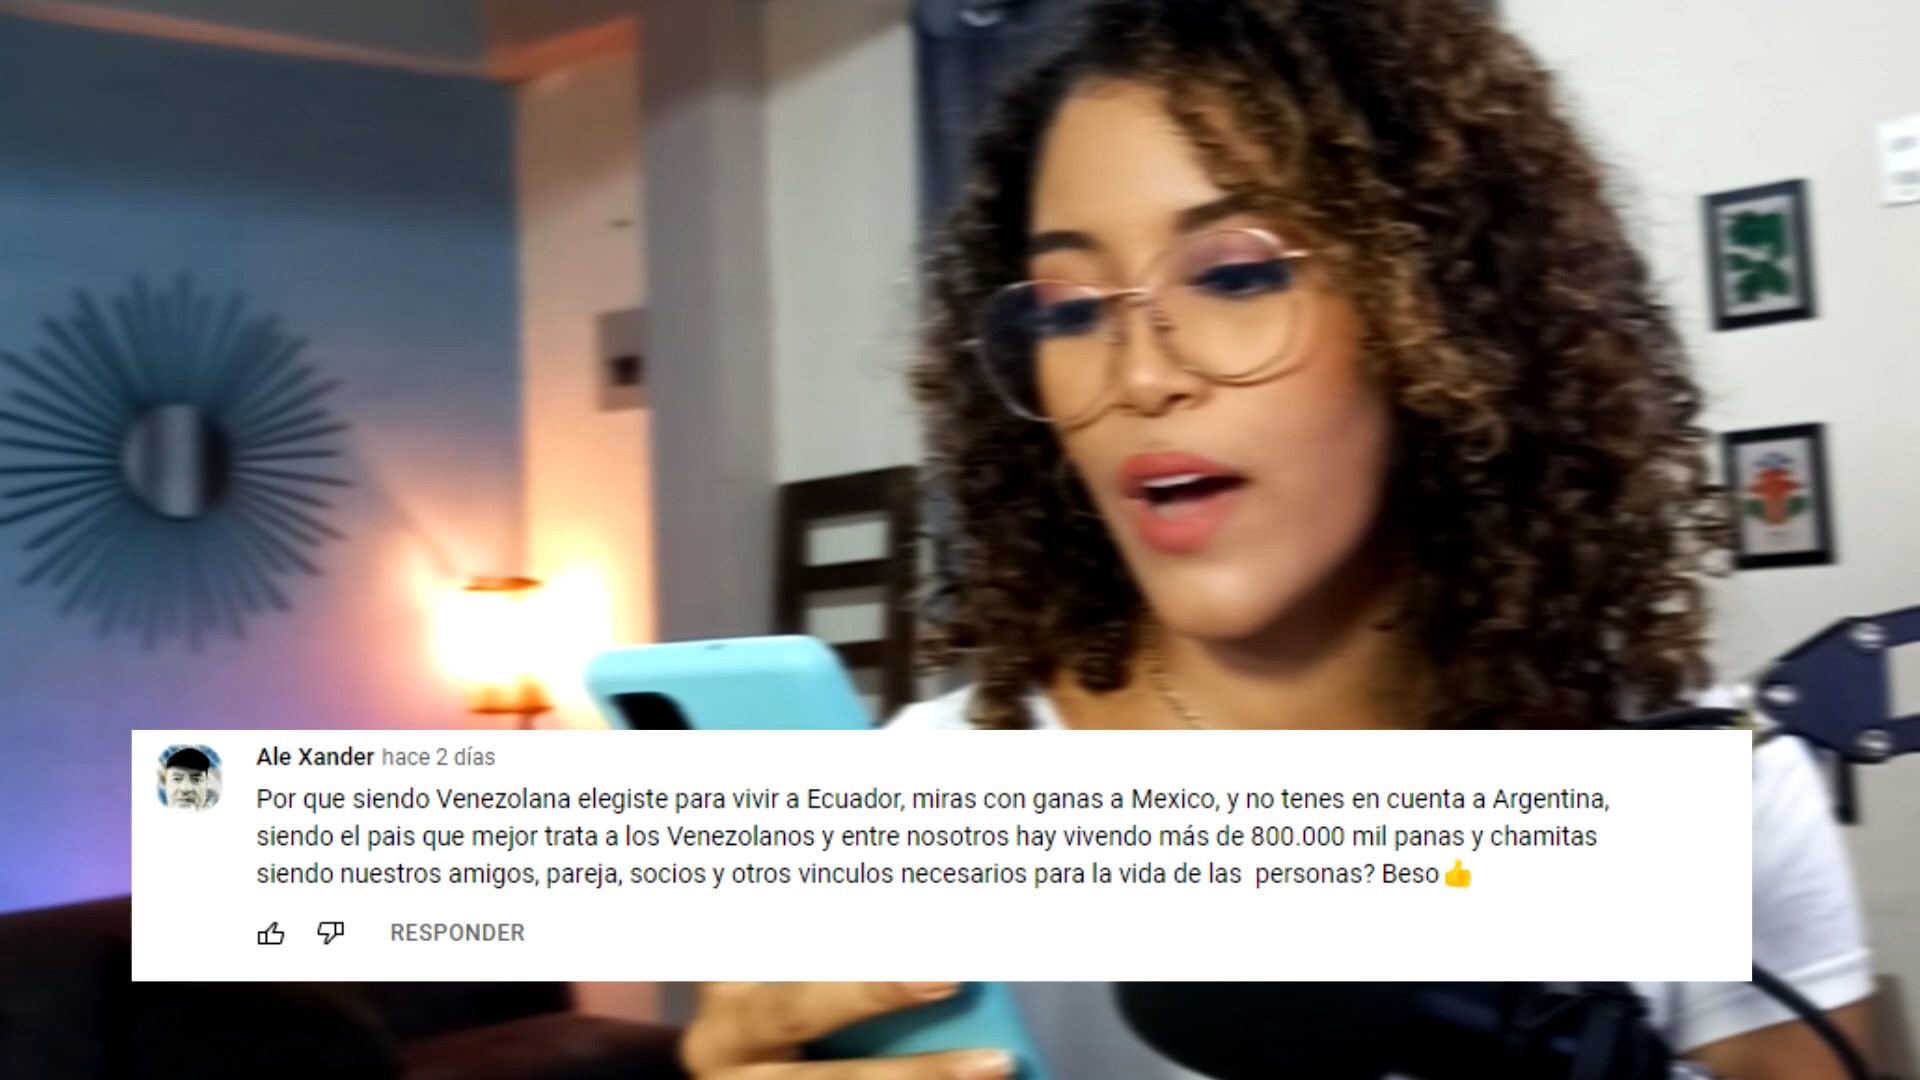 Ale Xander hace 2 días
Por que siendo Venezolana elegiste para vivir a Ecuador, miras con ganas a Mexico, y no tenes en cuenta a Argentina,
siendo el pais que mejor trata a los Venezolanos y entre nosotros hay viviendo más de 800.000 mil panas y chamitas
siendo nuestros amigos, pareja, socios y otros vinculos necesarios para la vida de las  personas? Beso👍
RESPONDER